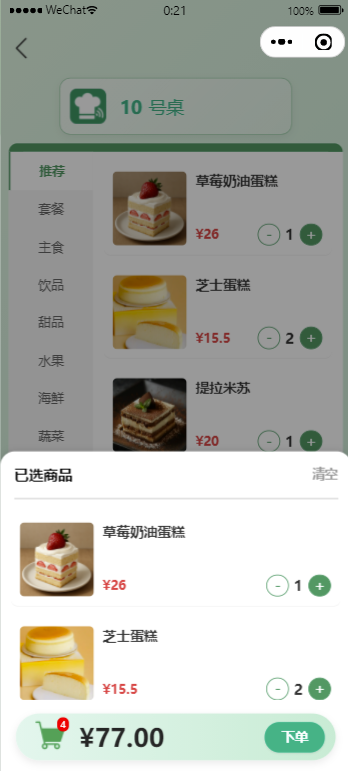 WeChat
0:21
100%
10 号桌
推荐
套餐
主食
饮品
甜品
水果
海鲜
蔬菜
草莓奶油蛋糕
¥26
- 1 +
芝士蛋糕
¥15.5
- 2 +
提拉米苏
¥20
- 1 +
已选商品
清空
草莓奶油蛋糕
¥26
- 1 +
芝士蛋糕
¥15.5
- 2 +
4
¥77.00
下单